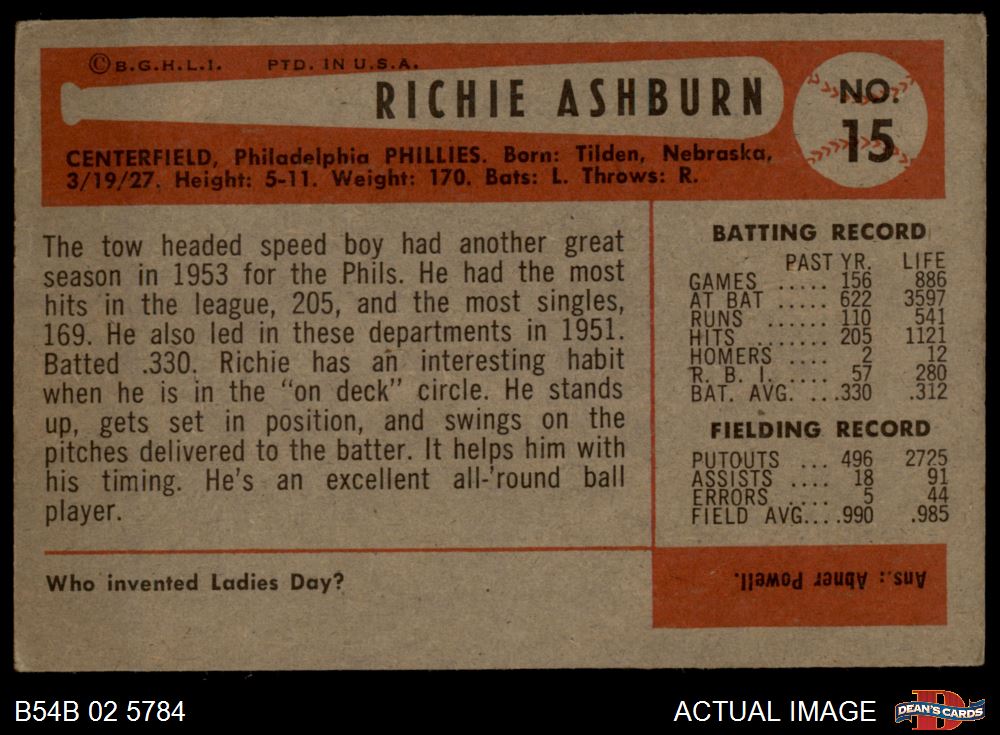 ©B.G.H.L.I. PTD. IN U.S.A.
RICHIE ASHBURN
NO.
15
CENTERFIELD, Philadelphia PHILLIES. Born: Tilden, Nebraska,
3/19/27. Height: 5-11. Weight: 170. Bats: L. Throws: R.
The tow headed speed boy had another great
season in 1953 for the Phils. He had the most
hits in the league, 205, and the most singles,
169. He also led in these departments in 1951.
Batted .330. Richie has an interesting habit
when he is in the “on deck” circle. He stands
up, gets set in position, and swings on the
pitches delivered to the batter. It helps him with
his timing. He's an excellent all-'round ball
player.
BATTING RECORD
PAST YR. LIFE
GAMES ..... 156 886
AT BAT ..... 622 3597
RUNS ...... 110 541
HITS ....... 205 1121
HOMERS .... 2 12
R. B. I. ..... 57 280
BAT. AVG. ...330 .312
FIELDING RECORD
PUTOUTS ... 496 2725
ASSISTS .... 18 91
ERRORS ..... 5 44
FIELD AVG....990 .985
Who invented Ladies Day?
Ans.: Abner Powell.
B54B 02 5784
ACTUAL IMAGE
D
DEAN'S CARDS